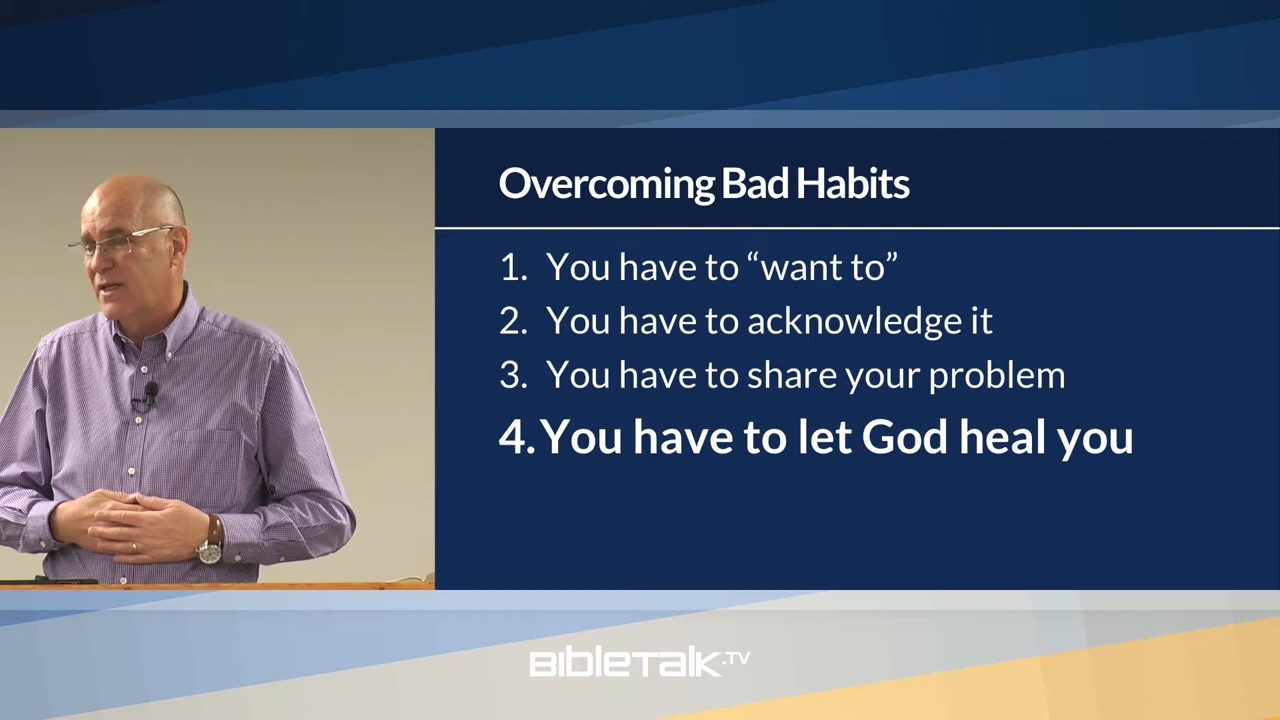 Overcoming Bad Habits
1. You have to “want to”
2. You have to acknowledge it
3. You have to share your problem
4. You have to let God heal you
BIBLETALK.TV